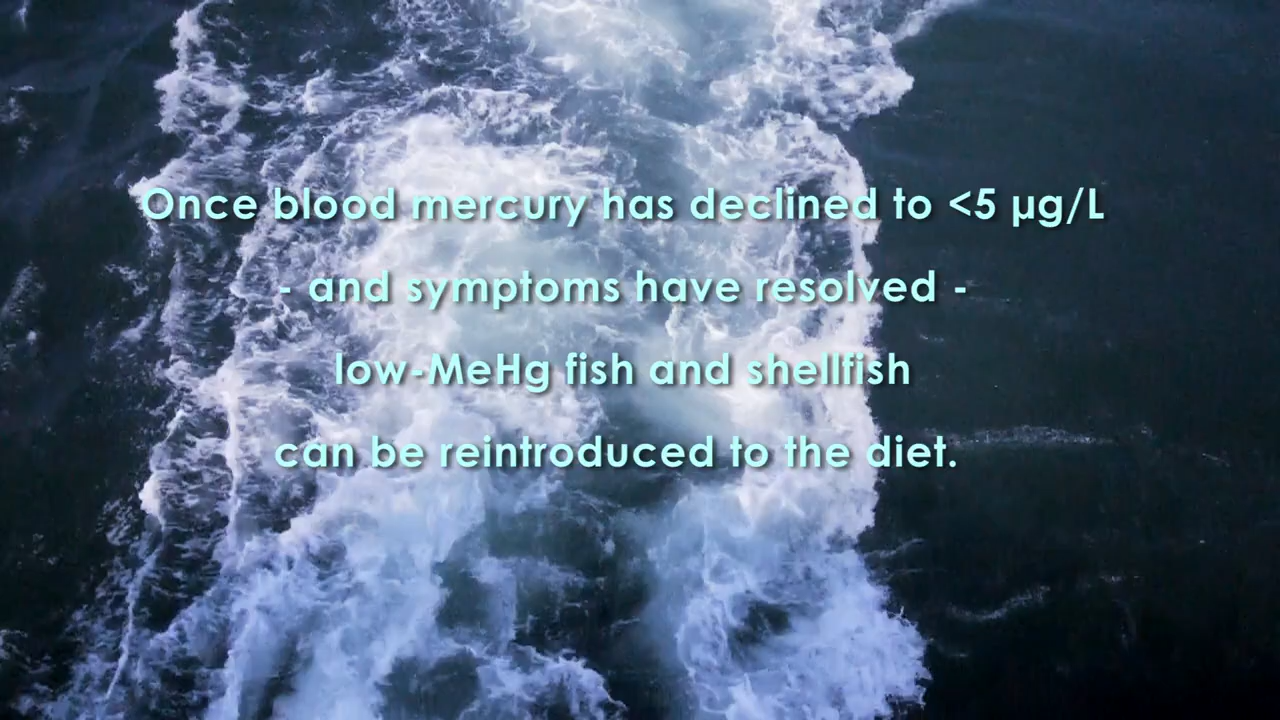 Once blood mercury has declined to <5 µg/L
- and symptoms have resolved -
low-MeHg fish and shellfish
can be reintroduced to the diet.